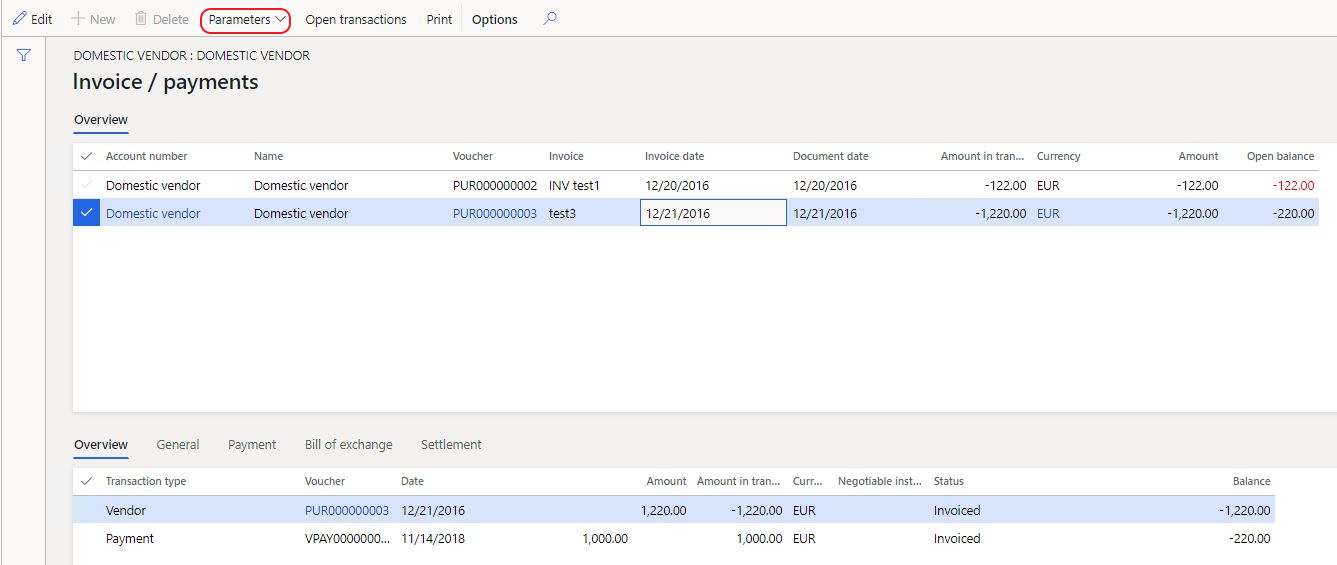 Edit New Delete Parameters Open transactions Print Options
DOMESTIC VENDOR : DOMESTIC VENDOR
Invoice / payments
Overview
Account number Name Voucher Invoice Invoice date Document date Amount in tran... Currency Amount Open balance
Domestic vendor Domestic vendor PUR000000002 INV test1 12/20/2016 12/20/2016 -122.00 EUR -122.00 -122.00
Domestic vendor Domestic vendor PUR000000003 test3 12/21/2016 12/21/2016 -1,220.00 EUR -1,220.00 -220.00
Overview General Payment Bill of exchange Settlement
Transaction type Voucher Date Amount Amount in tran... Curr... Negotiable inst... Status Balance
Vendor PUR000000003 12/21/2016 1,220.00 -1,220.00 EUR Invoiced -1,220.00
Payment VPAY0000000... 11/14/2018 1,000.00 1,000.00 EUR Invoiced -220.00